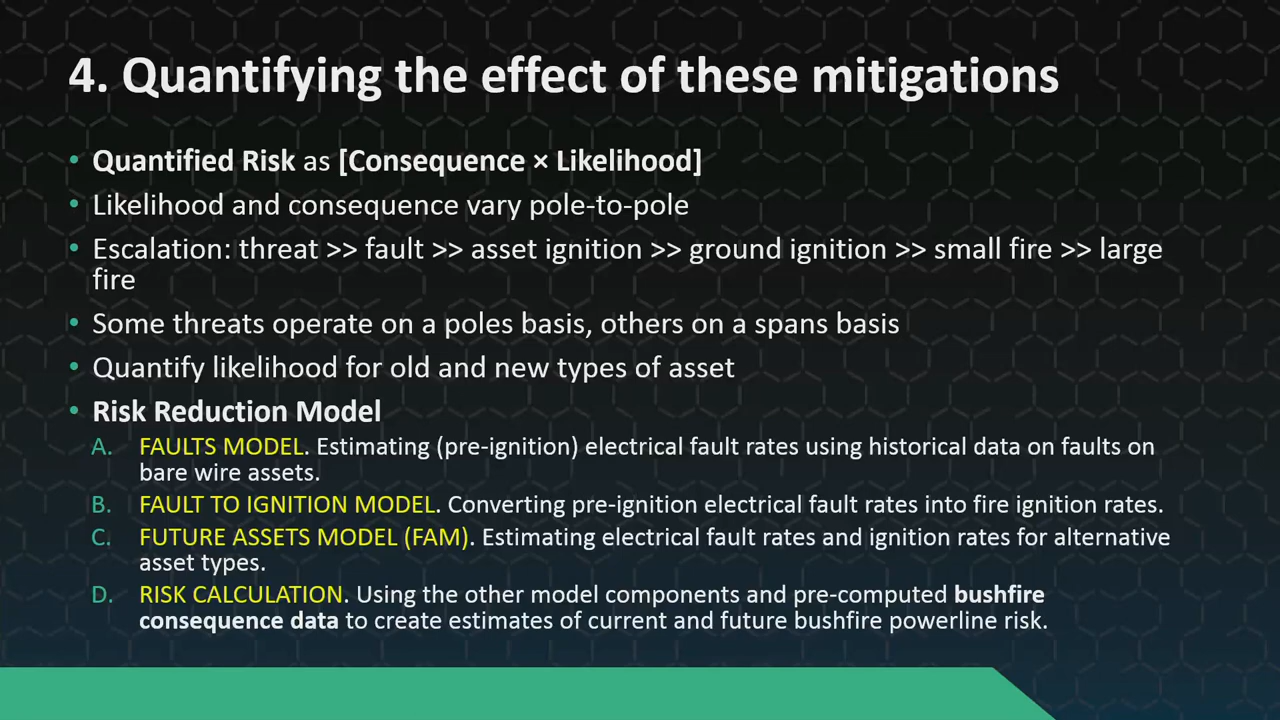 4. Quantifying the effect of these mitigations
• Quantified Risk as [Consequence × Likelihood]
• Likelihood and consequence vary pole-to-pole
• Escalation: threat >> fault >> asset ignition >> ground ignition >> small fire >> large
fire
• Some threats operate on a poles basis, others on a spans basis
• Quantify likelihood for old and new types of asset
• Risk Reduction Model
A. FAULTS MODEL. Estimating (pre-ignition) electrical fault rates using historical data on faults on
bare wire assets.
B. FAULT TO IGNITION MODEL. Converting pre-ignition electrical fault rates into fire ignition rates.
C. FUTURE ASSETS MODEL (FAM). Estimating electrical fault rates and ignition rates for alternative
asset types.
D. RISK CALCULATION. Using the other model components and pre-computed bushfire
consequence data to create estimates of current and future bushfire powerline risk.